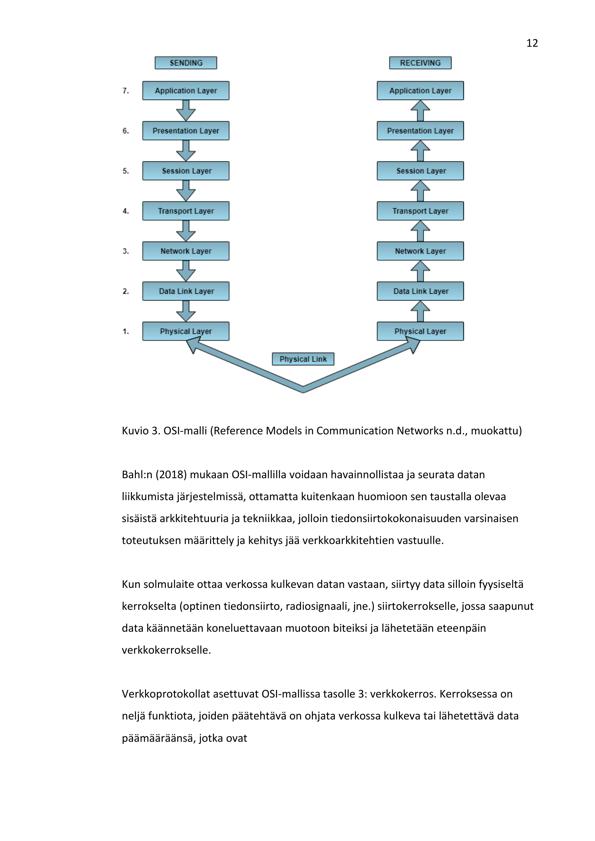 12
SENDING RECEIVING
7. Application Layer Application Layer
6. Presentation Layer Presentation Layer
5. Session Layer Session Layer
4. Transport Layer Transport Layer
3. Network Layer Network Layer
2. Data Link Layer Data Link Layer
1. Physical Layer Physical Layer
Physical Link
Kuvio 3. OSI-malli (Reference Models in Communication Networks n.d., muokattu)
Bahl:n (2018) mukaan OSI-mallilla voidaan havainnollistaa ja seurata datan
liikkumista järjestelmissä, ottamatta kuitenkaan huomioon sen taustalla olevaa
sisäistä arkkitehtuuria ja tekniikkaa, jolloin tiedonsiirtokokonaisuuden varsinaisen
toteutuksen määrittely ja kehitys jää verkkoarkkitehtien vastuulle.
Kun solmulaite ottaa verkossa kulkevan datan vastaan, siirtyy data silloin fyysiseltä
kerrokselta (optinen tiedonsiirto, radiosignaali, jne.) siirtokerrokselle, jossa saapunut
data käännetään koneluettavaan muotoon biteiksi ja lähetetään eteenpäin
verkkokerrokselle.
Verkkoprotokollat asettuvat OSI-mallissa tasolle 3: verkkokerros. Kerroksessa on
neljä funktiota, joiden päätehtävä on ohjata verkossa kulkeva tai lähetettävä data
päämääräänsä, jotka ovat